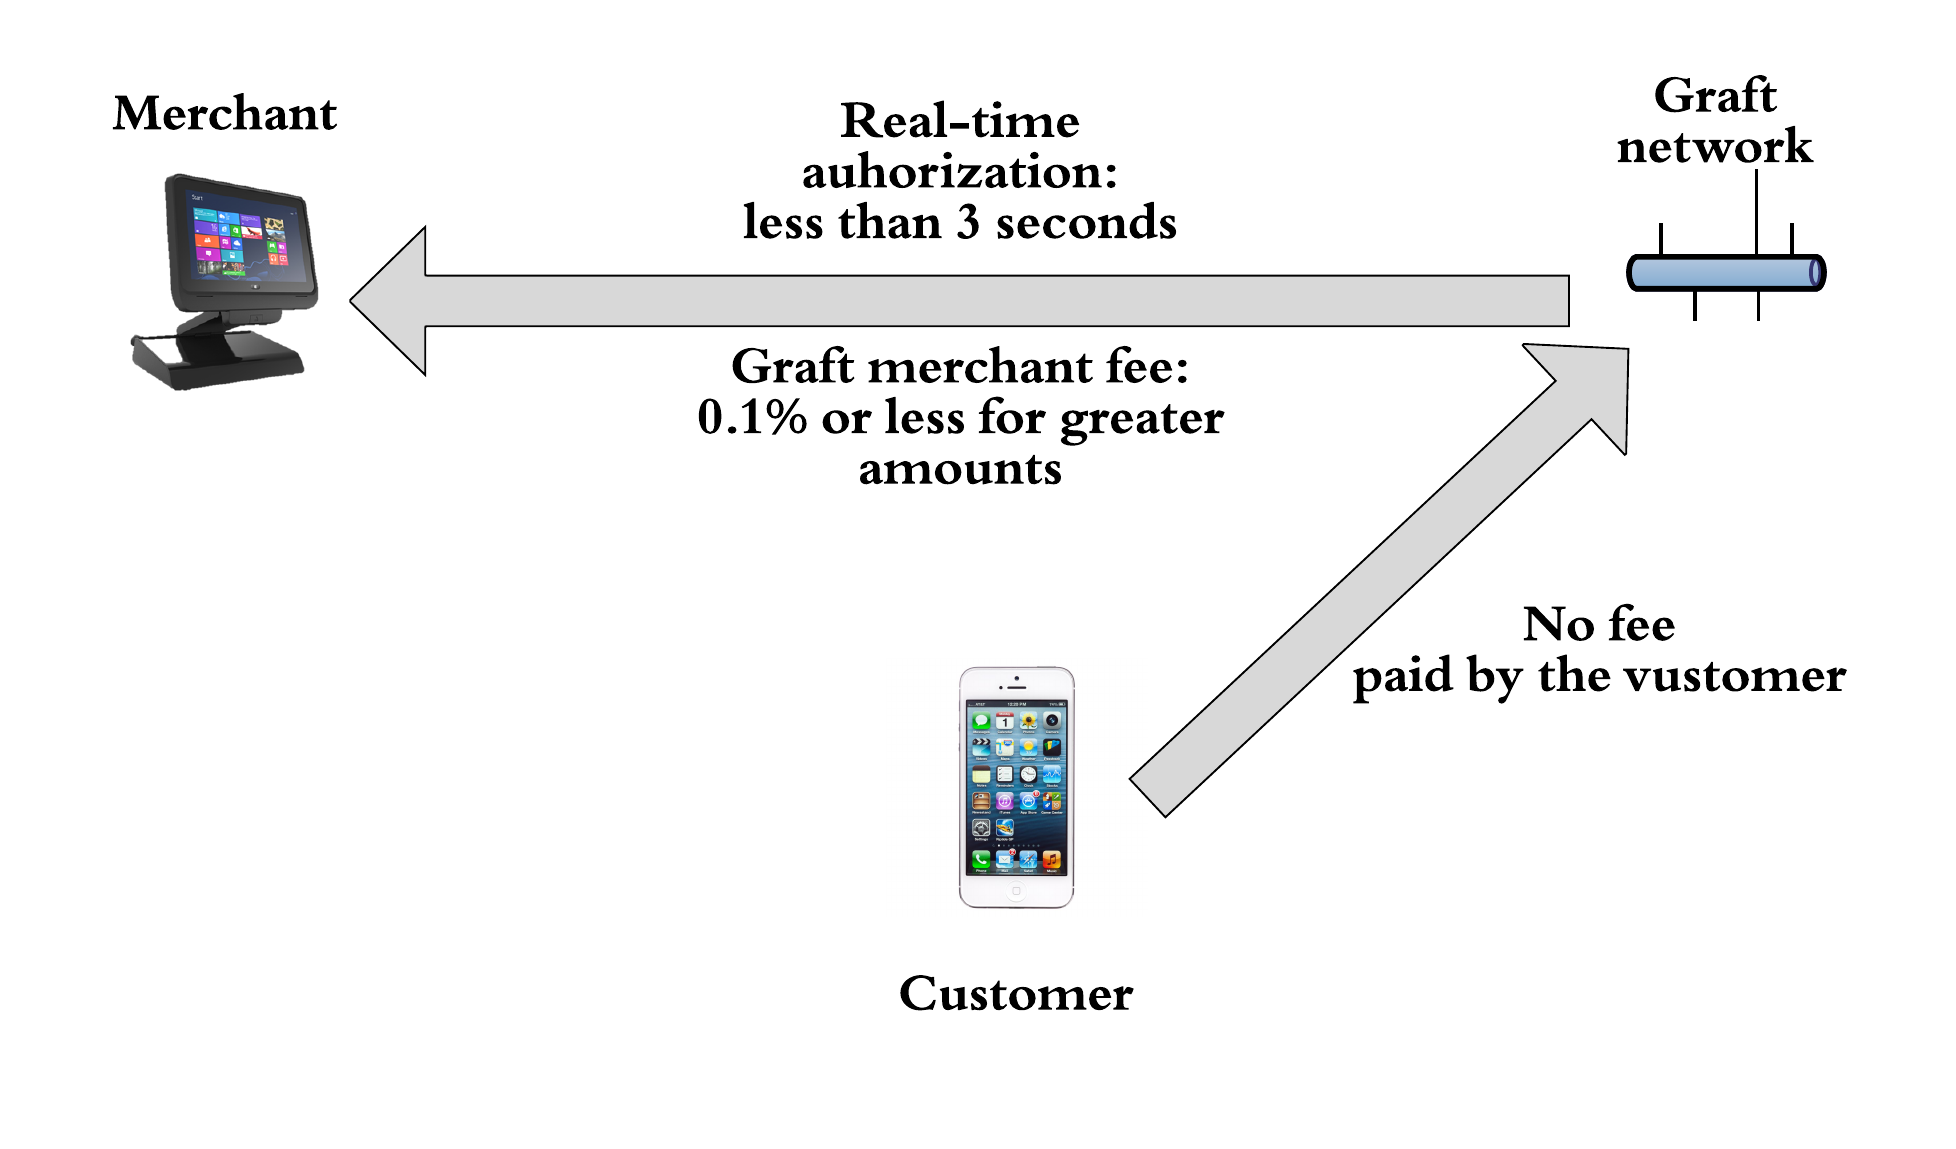 Merchant
Real-time
auhorization:
less than 3 seconds
Graft
network
Graft merchant fee:
0.1% or less for greater
amounts
No fee
paid by the vustomer
Customer
Start